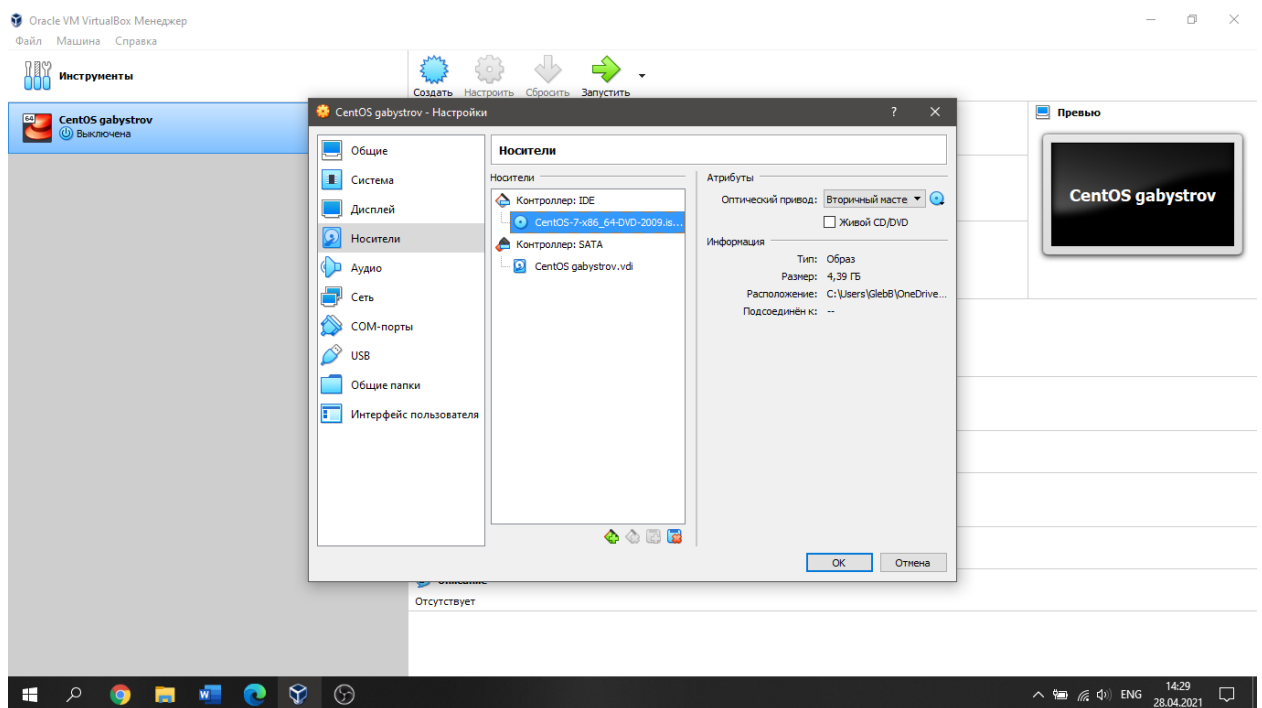 Oracle VM VirtualBox Менеджер
Файл Машина Справка
Инструменты
Создать Настроить Сбросить Запустить
64
CentOS gabystrov
Выключена
Превью
CentOS gabystrov
CentOS gabystrov - Настройки
Общие
Система
Дисплей
Носители
Аудио
Сеть
COM-порты
USB
Общие папки
Интерфейс пользователя
Носители
Носители
Контроллер: IDE
CentOS-7-x86_64-DVD-2009.is...
Контроллер: SATA
CentOS gabystrov.vdi
Атрибуты
Оптический привод: Вторичный масте
Живой CD/DVD
Информация
Тип: Образ
Размер: 4,39 ГБ
Расположение: C:\Users\GlebB\OneDrive...
Подсоединён к: --
OK Отмена
Описание
Отсутствует
ENG
14:29
28.04.2021